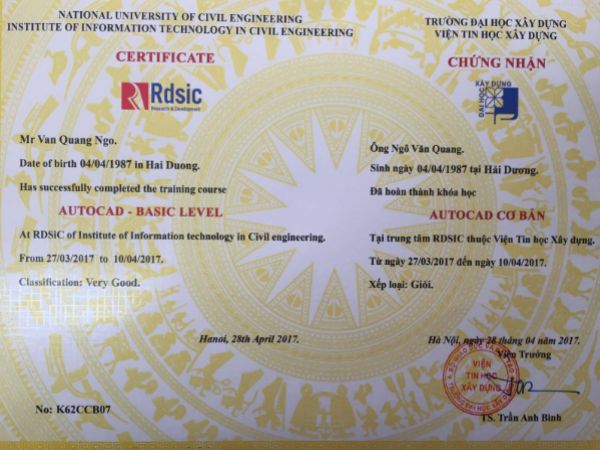 NATIONAL UNIVERSITY OF CIVIL ENGINEERING
INSTITUTE OF INFORMATION TECHNOLOGY IN CIVIL ENGINEERING
CERTIFICATE
Rdsic
Research & Development
Mr Van Quang Ngo.
Date of birth 04/04/1987 in Hai Duong.
Has successfully completed the training course
AUTOCAD - BASIC LEVEL
At RDSiC of Institute of Information technology in Civil engineering.
From 27/03/2017 to 10/04/2017.
Classification: Very Good.
Hanoi, 28th April 2017.
No: K62CCB07
TRƯỜNG ĐẠI HỌC XÂY DỰNG
VIỆN TIN HỌC XÂY DỰNG
CHỨNG NHẬN
XÂY DỰNG
ĐẠI HỌC
Ông Ngô Văn Quang.
Sinh ngày 04/04/1987 tại Hải Dương.
Đã hoàn thành khóa học
AUTOCAD CƠ BẢN
Tại trung tâm RDSIC thuộc Viện Tin học Xây dựng.
Từ ngày 27/03/2017 đến ngày 10/04/2017.
Xếp loại: Giỏi.
Hà Nội, ngày 28 tháng 04 năm 2017.
Viện Trưởng
VIỆN
TIN HỌC
XÂY DỰNG
TS. Trần Anh Bình